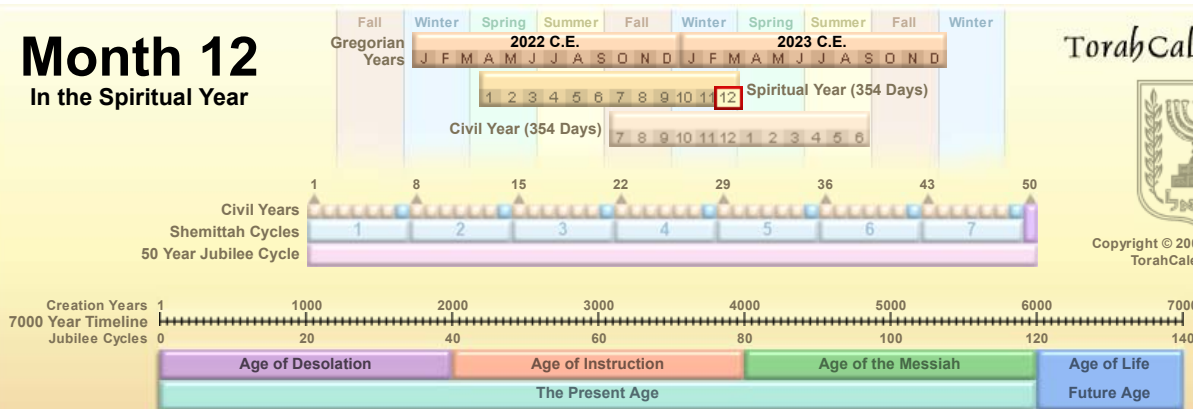 Month 12
In the Spiritual Year
Fall Winter Spring Summer Fall Winter Spring Summer Fall Winter
Gregorian Years
2022 C.E. 2023 C.E.
J F M A M J J A S O N D J F M A M J J A S O N D
1 2 3 4 5 6 7 8 9 10 11 12 Spiritual Year (354 Days)
Civil Year (354 Days) 7 8 9 10 11 12 1 2 3 4 5 6
TorahCal
1 8 15 22 29 36 43 50
Civil Years
Shemittah Cycles 1 2 3 4 5 6 7
50 Year Jubilee Cycle
Copyright © 20
TorahCale
Creation Years 1 1000 2000 3000 4000 5000 6000 7000
7000 Year Timeline
Jubilee Cycles 0 20 40 60 80 100 120 140
Age of Desolation Age of Instruction Age of the Messiah Age of Life
The Present Age Future Age